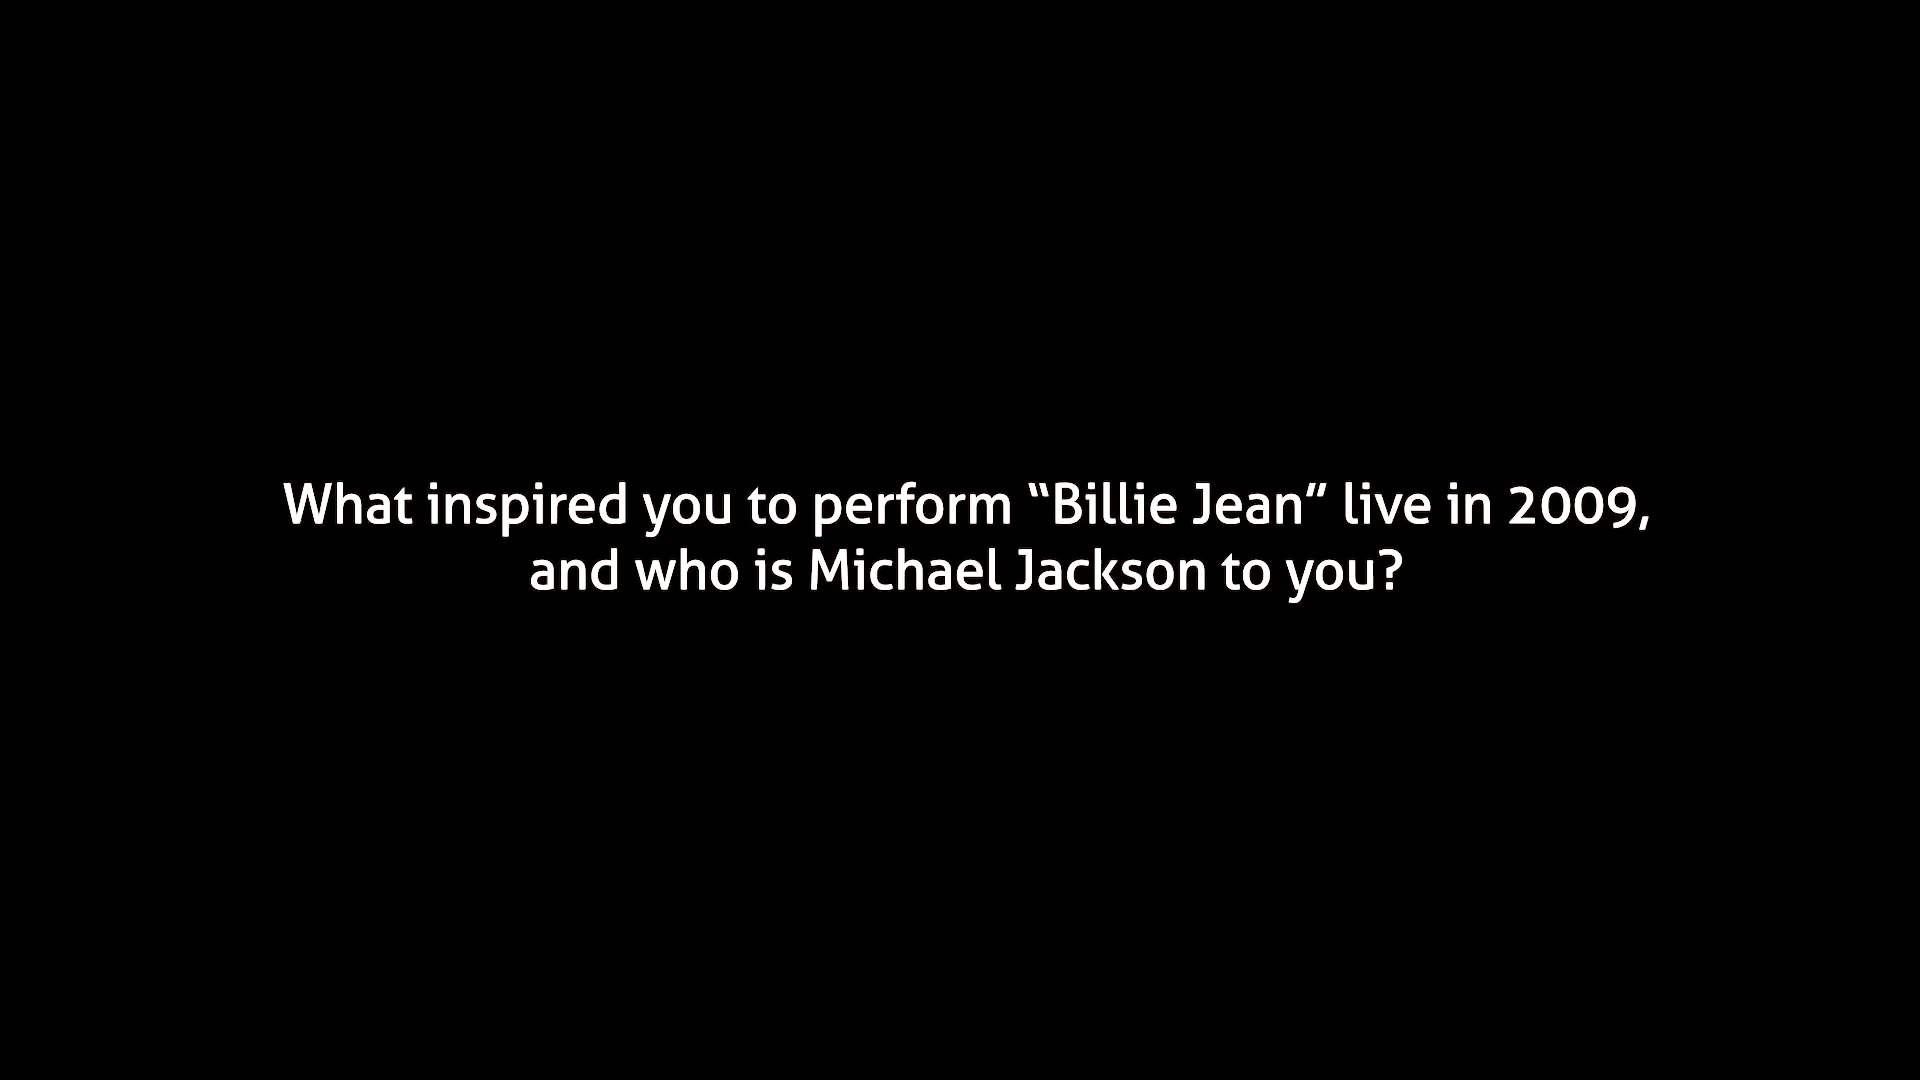 What inspired you to perform “Billie Jean” live in 2009,
and who is Michael Jackson to you?